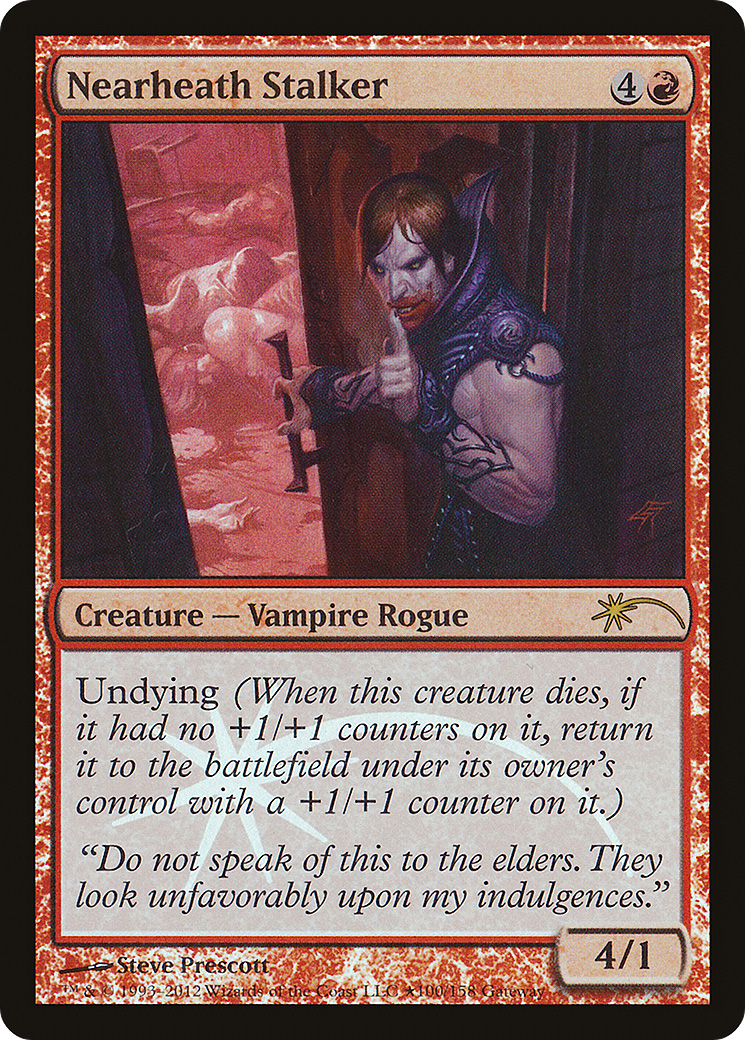 Nearheath Stalker 4
Creature — Vampire Rogue
Undying (When this creature dies, if
it had no +1/+1 counters on it, return
it to the battlefield under its owner's
control with a +1/+1 counter on it.)
“Do not speak of this to the elders. They
look unfavorably upon my indulgences.”
4/1
Steve Prescott
™ & © 1993–2012 Wizards of the Coast LLC ★100/158 Gateway